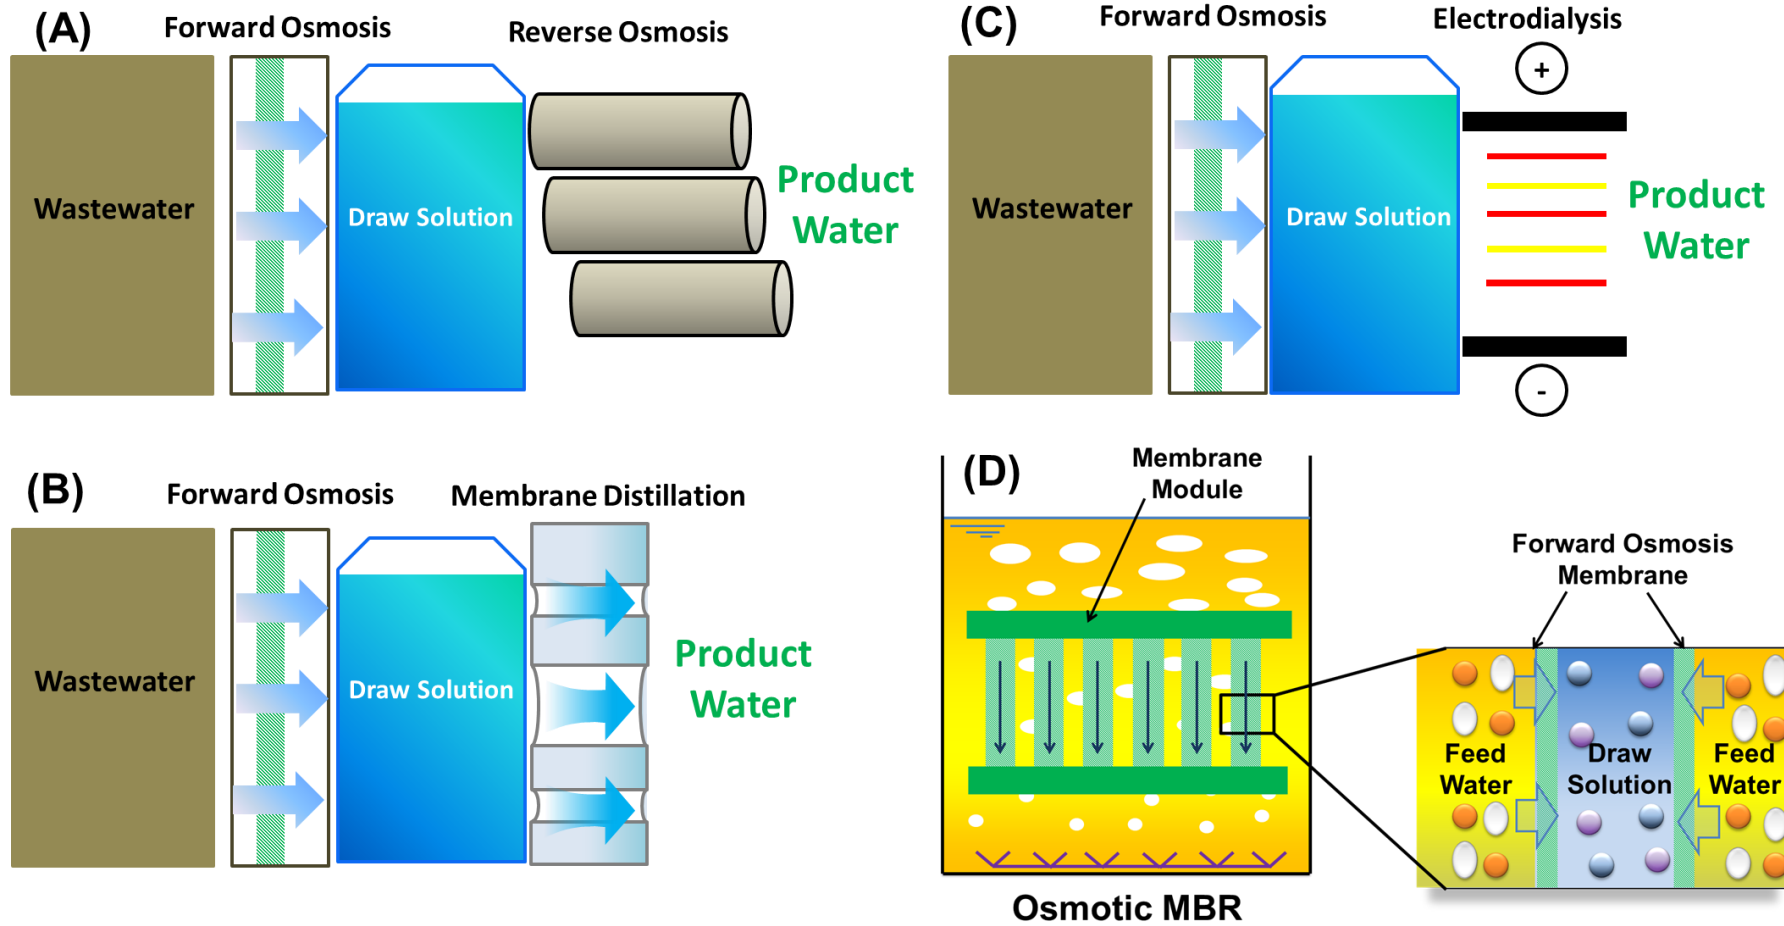 (A)
Forward Osmosis
Reverse Osmosis
Wastewater
Draw Solution
Product
Water
(B)
Forward Osmosis
Membrane Distillation
Wastewater
Draw Solution
Product
Water
(C)
Forward Osmosis
Electrodialysis
+
Wastewater
Draw Solution
Product
Water
-
(D)
Membrane
Module
Forward Osmosis
Membrane
Feed
Water
Draw
Solution
Feed
Water
Osmotic MBR